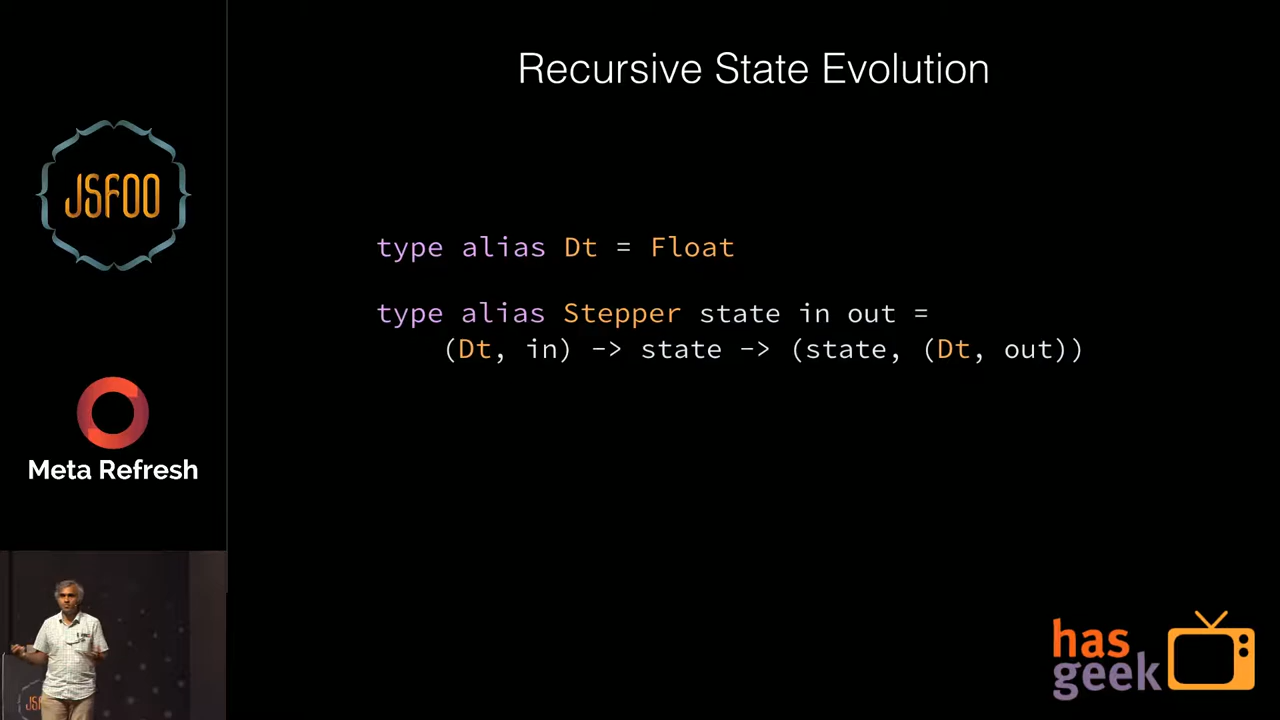 Recursive State Evolution
JSFOO
type alias Dt = Float
type alias Stepper state in out =
(Dt, in) -> state -> (state, (Dt, out))
Meta Refresh
has
geek